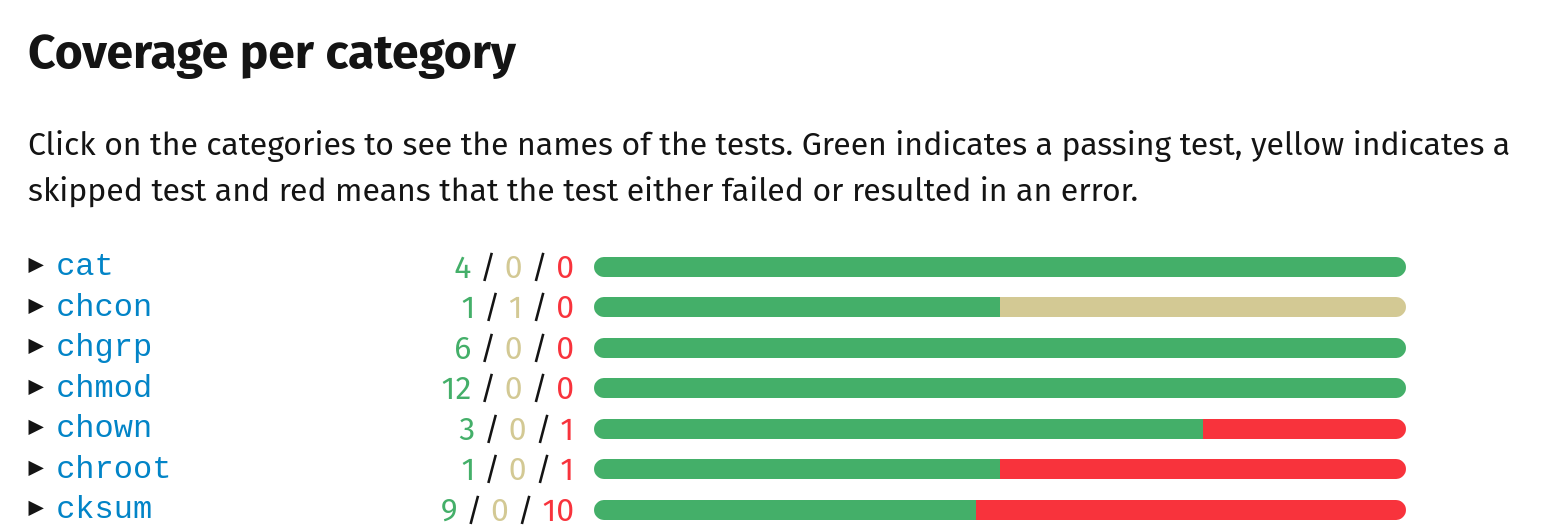 Coverage per category
Click on the categories to see the names of the tests. Green indicates a passing test, yellow indicates a
skipped test and red means that the test either failed or resulted in an error.
▶ cat 4 / 0 / 0
▶ chcon 1 / 1 / 0
▶ chgrp 6 / 0 / 0
▶ chmod 12 / 0 / 0
▶ chown 3 / 0 / 1
▶ chroot 1 / 0 / 1
▶ cksum 9 / 0 / 10